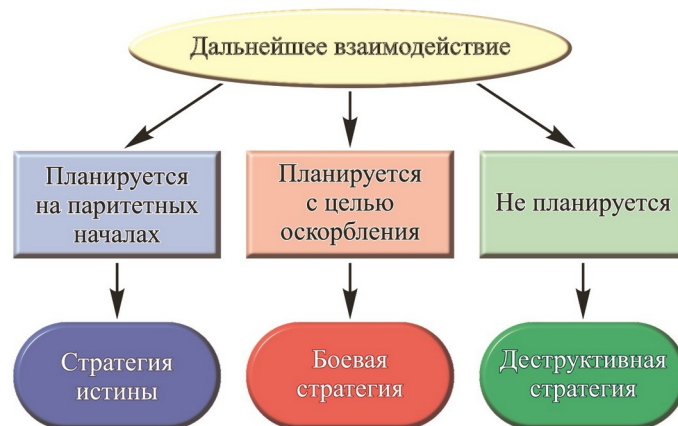 Дальнейшее взаимодействие
Планируется
на паритетных
началах
Планируется
с целью
оскорбления
Не планируется
Стратегия
истины
Боевая
стратегия
Деструктивная
стратегия